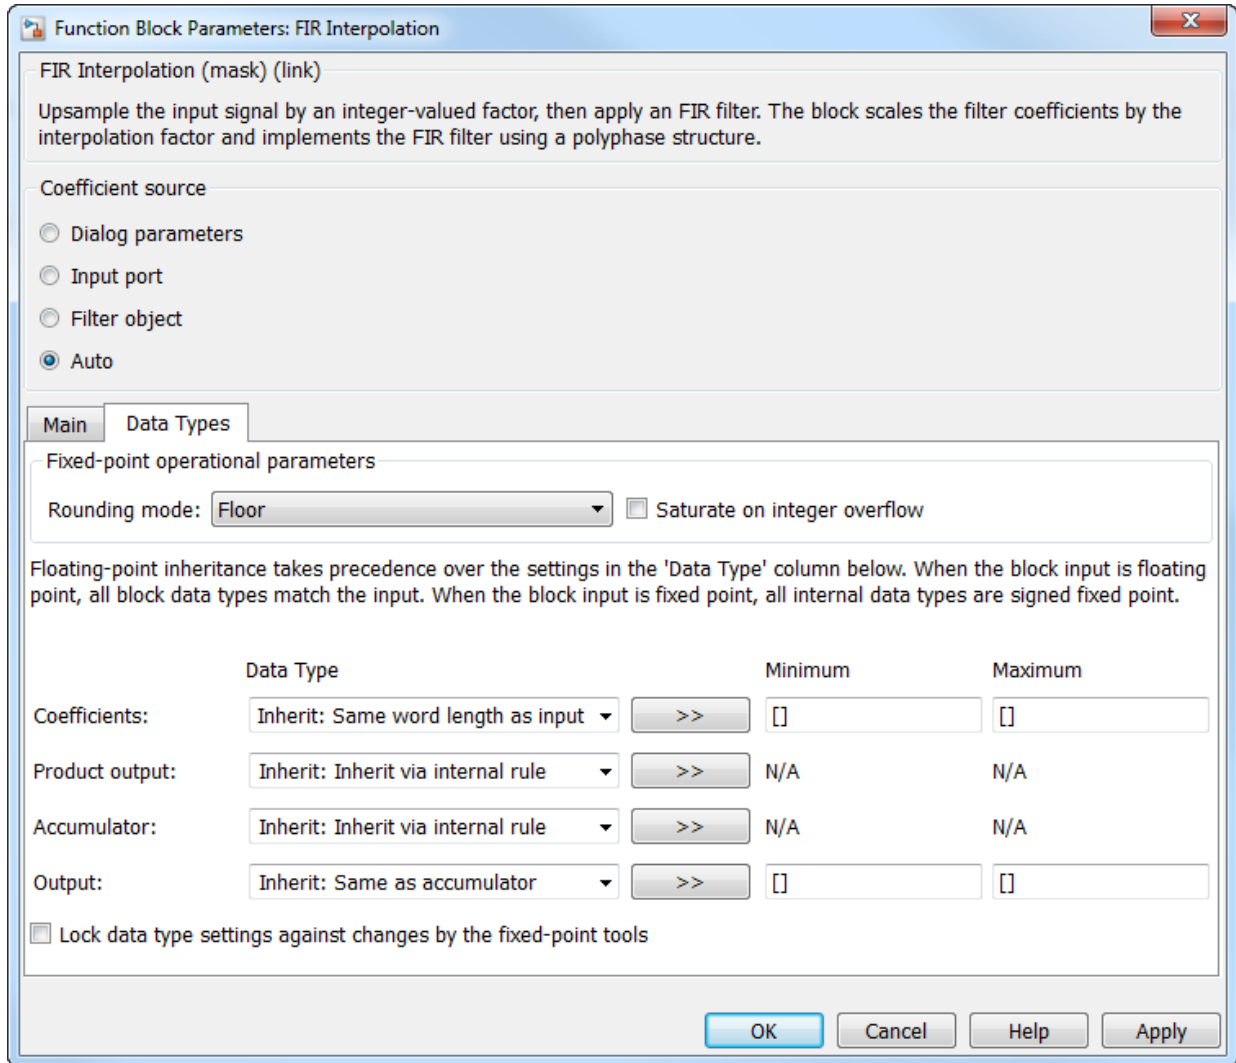 Function Block Parameters: FIR Interpolation
X
FIR Interpolation (mask) (link)
Upsample the input signal by an integer-valued factor, then apply an FIR filter. The block scales the filter coefficients by the
interpolation factor and implements the FIR filter using a polyphase structure.
Coefficient source
Dialog parameters
Input port
Filter object
Auto
Main Data Types
Fixed-point operational parameters
Rounding mode: Floor Saturate on integer overflow
Floating-point inheritance takes precedence over the settings in the 'Data Type' column below. When the block input is floating
point, all block data types match the input. When the block input is fixed point, all internal data types are signed fixed point.
Data Type Minimum Maximum
Coefficients: Inherit: Same word length as input >> [] []
Product output: Inherit: Inherit via internal rule >> N/A N/A
Accumulator: Inherit: Inherit via internal rule >> N/A N/A
Output: Inherit: Same as accumulator >> [] []
Lock data type settings against changes by the fixed-point tools
OK Cancel Help Apply